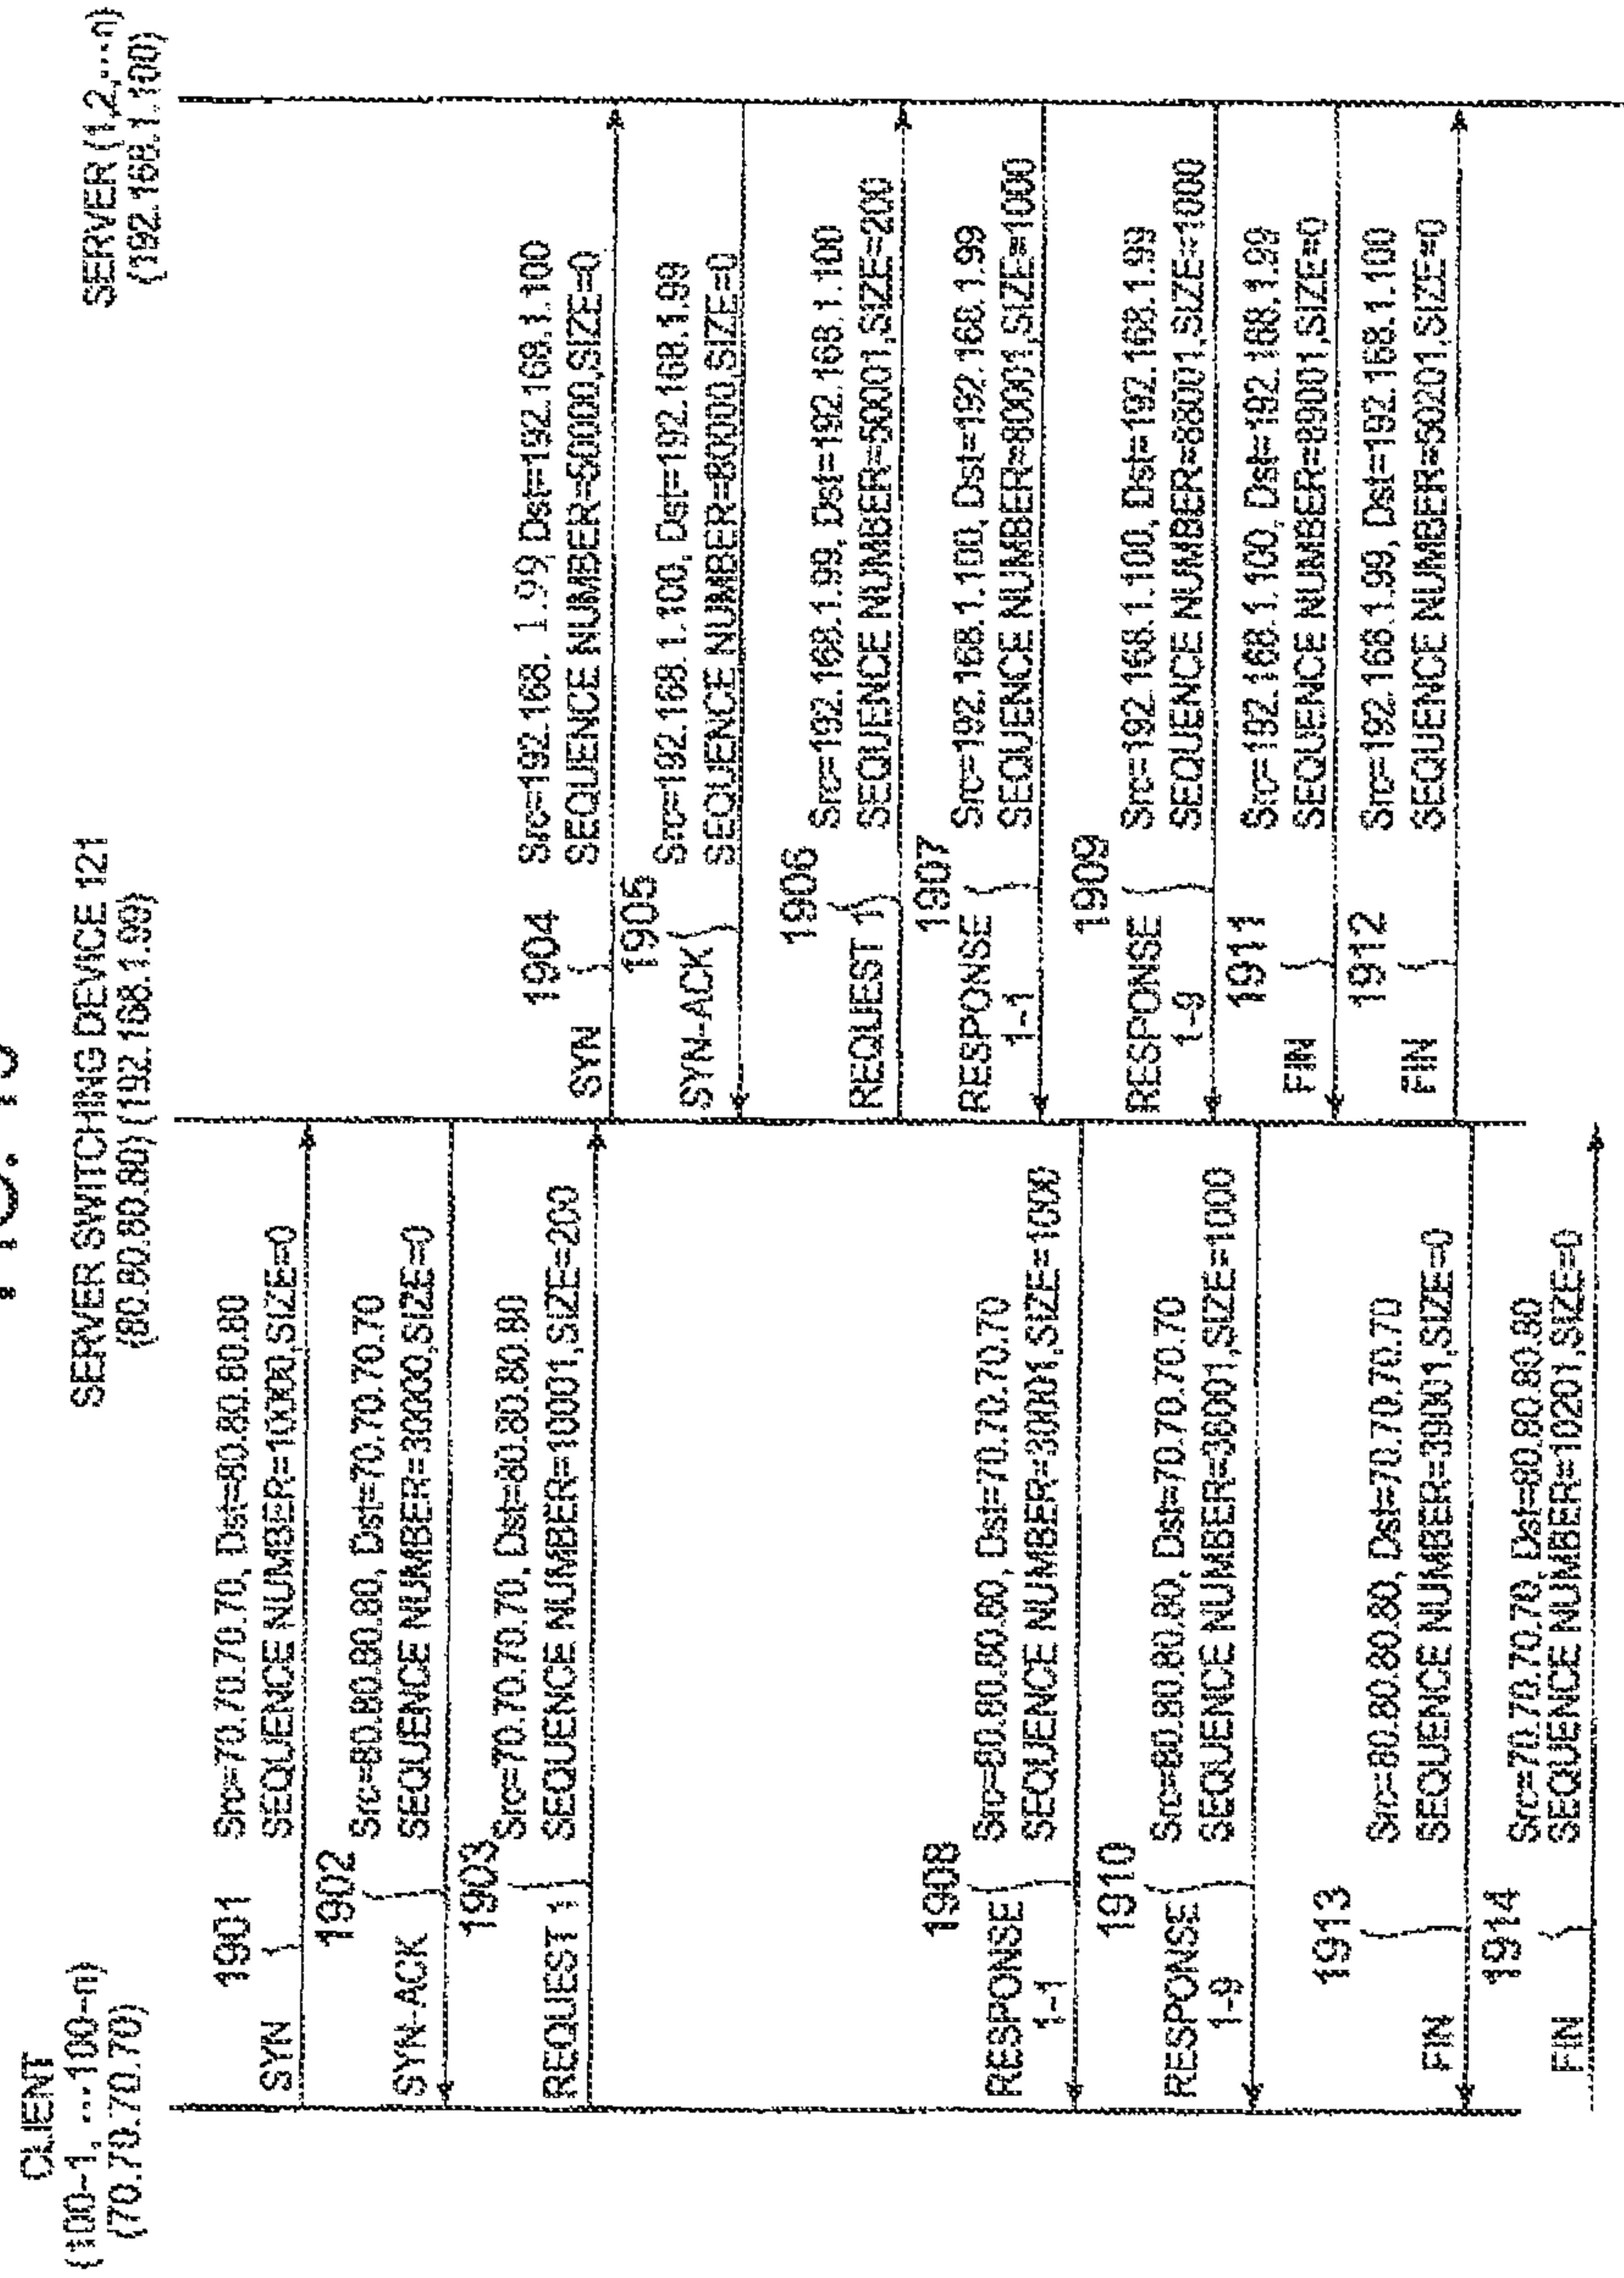 CLIENT
(100-1, ...100-n)
(70.70.70.70)
SERVER SWITCHING DEVICE 121
(80.80.80.80) (192.168.1.99)
SERVER (1,2,...n)
(192.168.1.100)
1901
SYN
Src=70.70.70.70, Dst=80.80.80.80
SEQUENCE NUMBER=10000,SIZE=0
1902
SYN-ACK
Src=80.80.80.80, Dst=70.70.70.70
SEQUENCE NUMBER=30000,SIZE=0
1903
REQUEST 1
Src=70.70.70.70, Dst=80.80.80.80
SEQUENCE NUMBER=10001,SIZE=200
1904
SYN
Src=192.168.1.99, Dst=192.168.1.100
SEQUENCE NUMBER=50000,SIZE=0
1905
SYN-ACK
Src=192.168.1.100, Dst=192.168.1.99
SEQUENCE NUMBER=80000,SIZE=0
1906
REQUEST 1
Src=192.168.1.99, Dst=192.168.1.100
SEQUENCE NUMBER=50001,SIZE=200
1907
RESPONSE
1-1
Src=192.168.1.100, Dst=192.168.1.99
SEQUENCE NUMBER=80001,SIZE=1000
1908
RESPONSE
1-1
Src=80.80.80.80, Dst=70.70.70.70
SEQUENCE NUMBER=30001,SIZE=1000
1909
RESPONSE
1-9
Src=192.168.1.100, Dst=192.168.1.99
SEQUENCE NUMBER=88001,SIZE=1000
1910
RESPONSE
1-9
Src=80.80.80.80, Dst=70.70.70.70
SEQUENCE NUMBER=38001,SIZE=1000
1911
FIN
Src=192.168.1.100, Dst=192.168.1.99
SEQUENCE NUMBER=89001,SIZE=0
1912
FIN
Src=192.168.1.99, Dst=192.168.1.100
SEQUENCE NUMBER=50201,SIZE=0
1913
FIN
Src=80.80.80.80, Dst=70.70.70.70
SEQUENCE NUMBER=39001,SIZE=0
1914
FIN
Src=70.70.70.70, Dst=80.80.80.80
SEQUENCE NUMBER=10201,SIZE=0